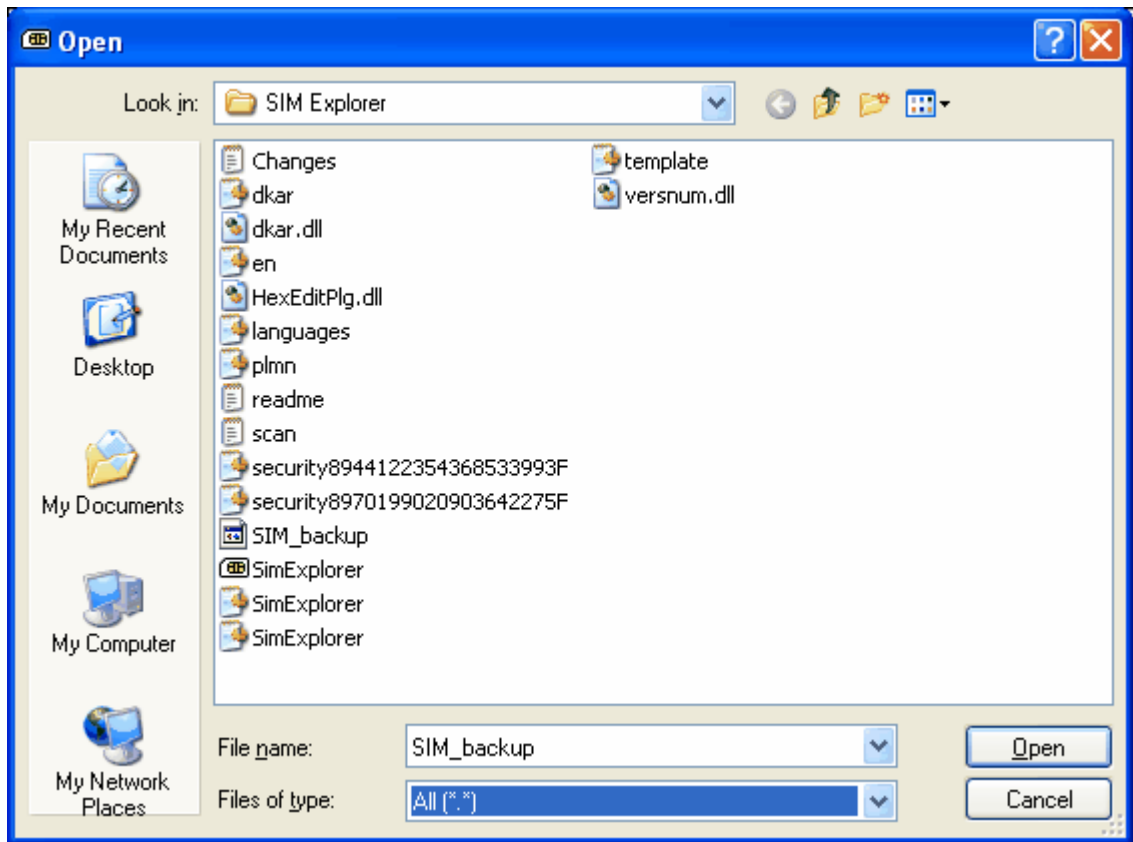 Open
Look in:
SIM Explorer
My Recent
Documents
Desktop
My Documents
My Computer
My Network
Places
Changes
dkar
dkar.dll
en
HexEditPlg.dll
languages
plmn
readme
scan
security8944122354368533993F
security8970199020903642275F
SIM_backup
SimExplorer
SimExplorer
SimExplorer
template
versnum.dll
File name:
SIM_backup
Open
Files of type:
All (*.*)
Cancel